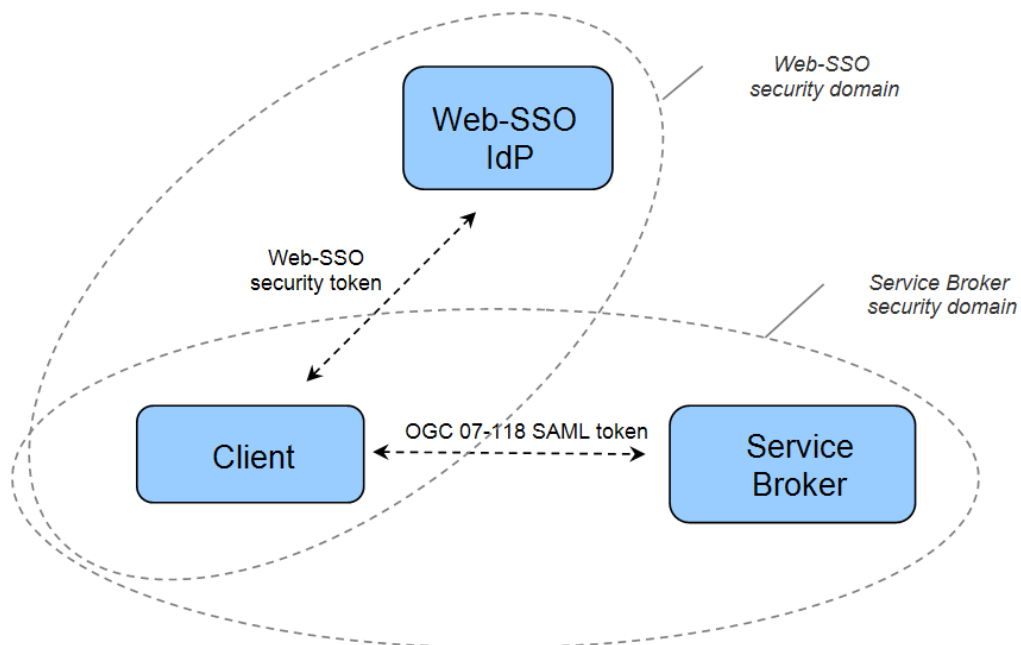 Web-SSO
security domain
Web-SSO
IdP
Web-SSO
security token
Service Broker
security domain
OGC 07-118 SAML token
Client
Service
Broker